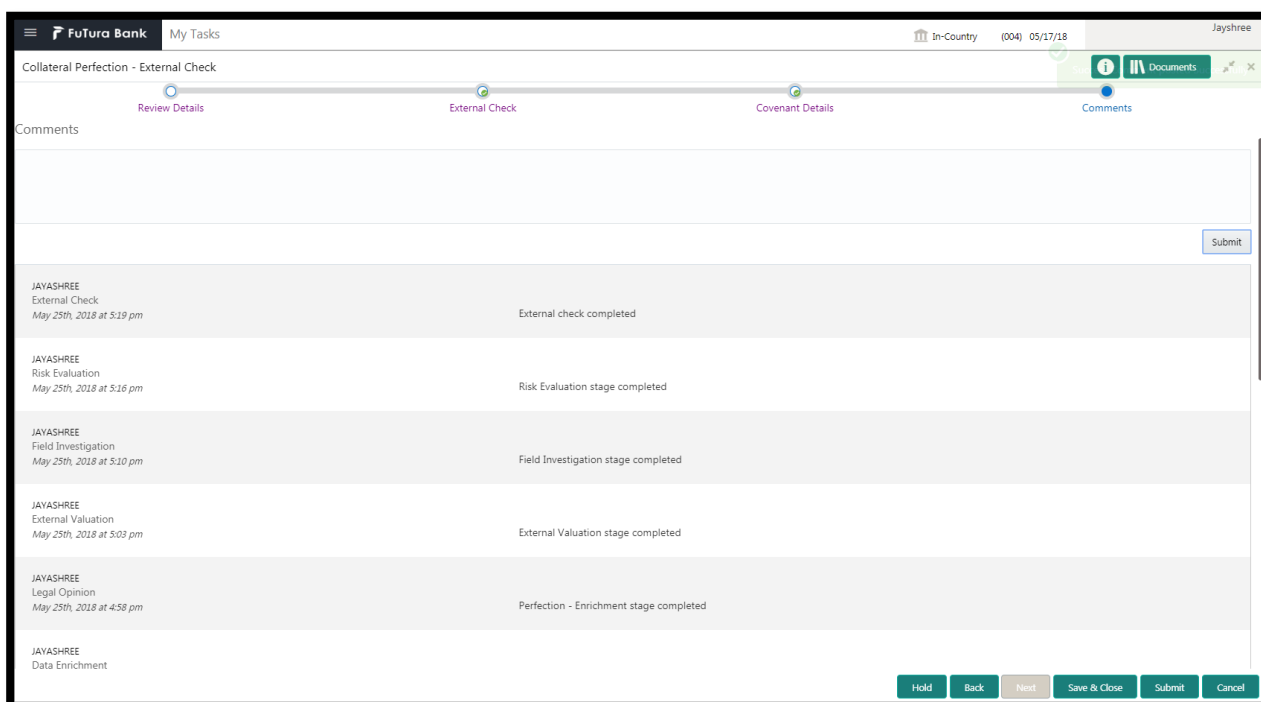 FuTura Bank My Tasks In-Country (004) 05/17/18 Jayshree
Collateral Perfection - External Check i Documents
Review Details External Check Covenant Details Comments
Comments
Submit
JAYASHREE
External Check
May 25th, 2018 at 5:19 pm External check completed
JAYASHREE
Risk Evaluation
May 25th, 2018 at 5:16 pm Risk Evaluation stage completed
JAYASHREE
Field Investigation
May 25th, 2018 at 5:10 pm Field Investigation stage completed
JAYASHREE
External Valuation
May 25th, 2018 at 5:03 pm External Valuation stage completed
JAYASHREE
Legal Opinion
May 25th, 2018 at 4:58 pm Perfection - Enrichment stage completed
JAYASHREE
Data Enrichment
Hold Back Next Save & Close Submit Cancel